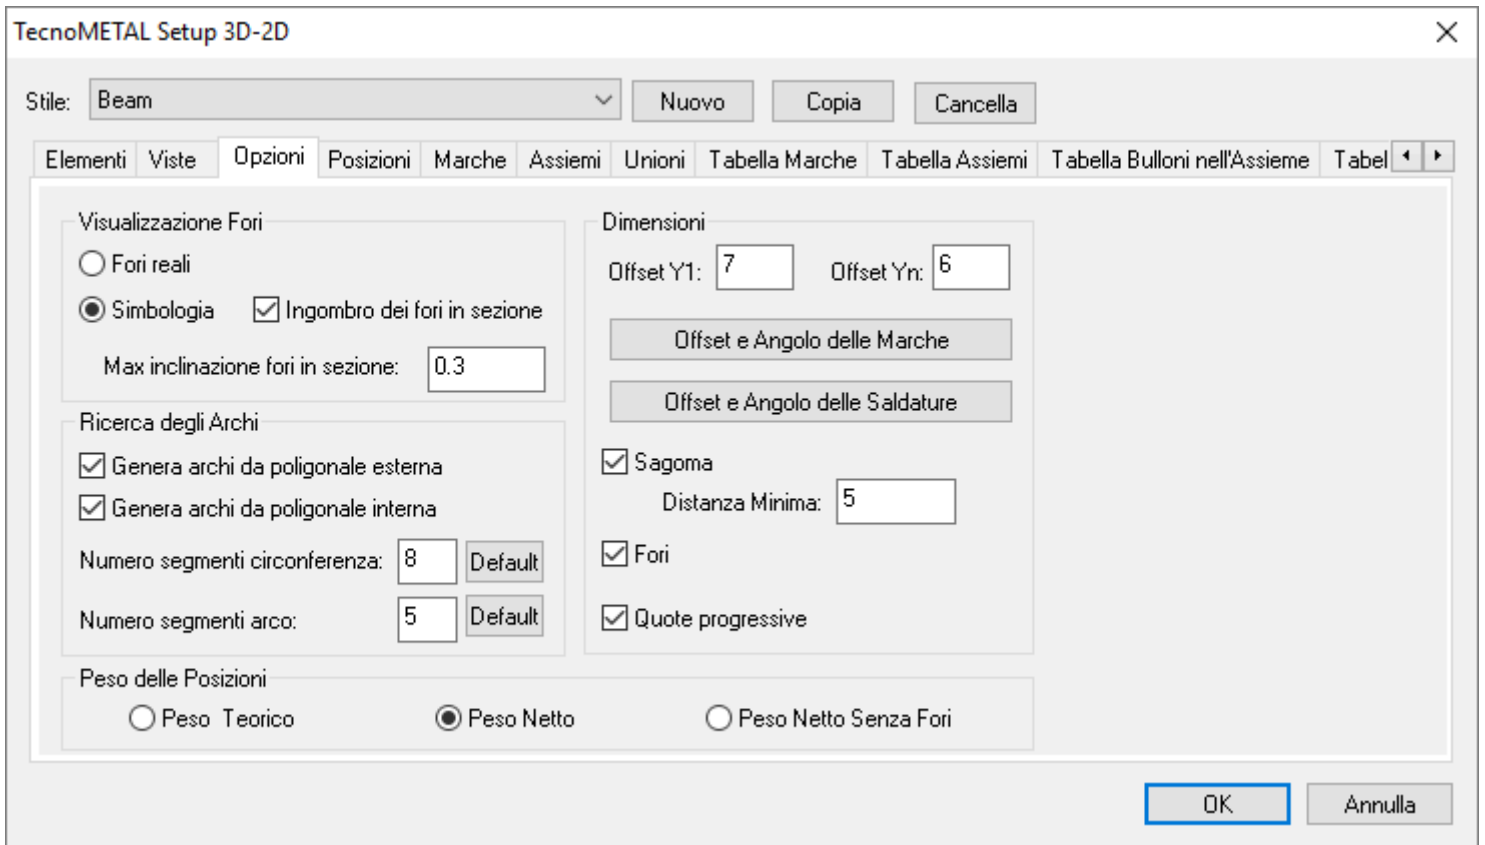 TecnoMETAL Setup 3D-2D
Stile: Beam Nuovo Copia Cancella
Elementi Viste Opzioni Posizioni Marche Assiemi Unioni Tabella Marche Tabella Assiemi Tabella Bulloni nell'Assieme Tabel
Visualizzazione Fori
Fori reali
Simbologia Ingombro dei fori in sezione
Max inclinazione fori in sezione: 0.3
Ricerca degli Archi
Genera archi da poligonale esterna
Genera archi da poligonale interna
Numero segmenti circonferenza: 8 Default
Numero segmenti arco: 5 Default
Dimensioni
Offset Y1: 7 Offset Yn: 6
Offset e Angolo delle Marche
Offset e Angolo delle Saldature
Sagoma
Distanza Minima: 5
Fori
Quote progressive
Peso delle Posizioni
Peso Teorico Peso Netto Peso Netto Senza Fori
OK Annulla